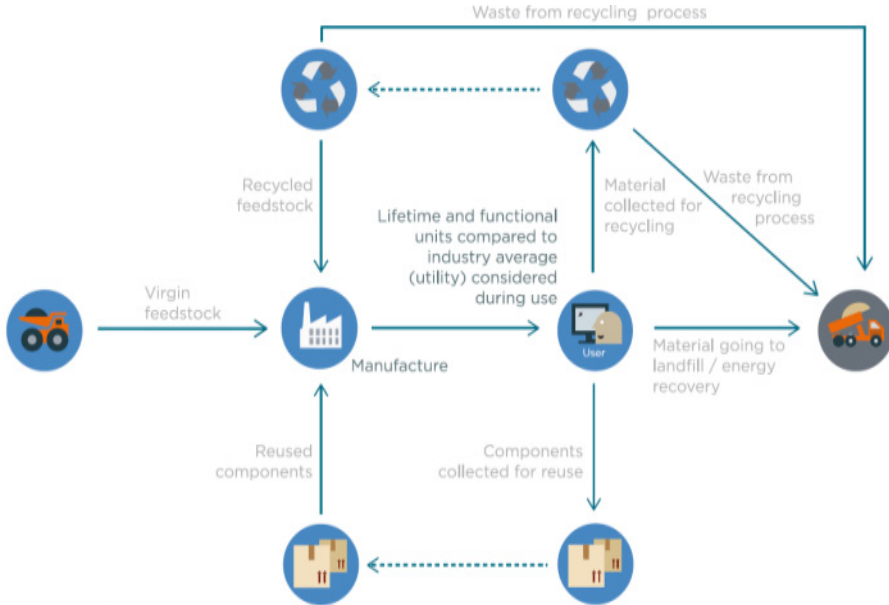 Waste from recycling process
Recycled
feedstock
Material
collected for
recycling
Waste from
recycling
process
Lifetime and functional
units compared to
industry average
(utility) considered
during use
Virgin
feedstock
Manufacture
User
Material going to
landfill / energy
recovery
Reused
components
Components
collected for reuse